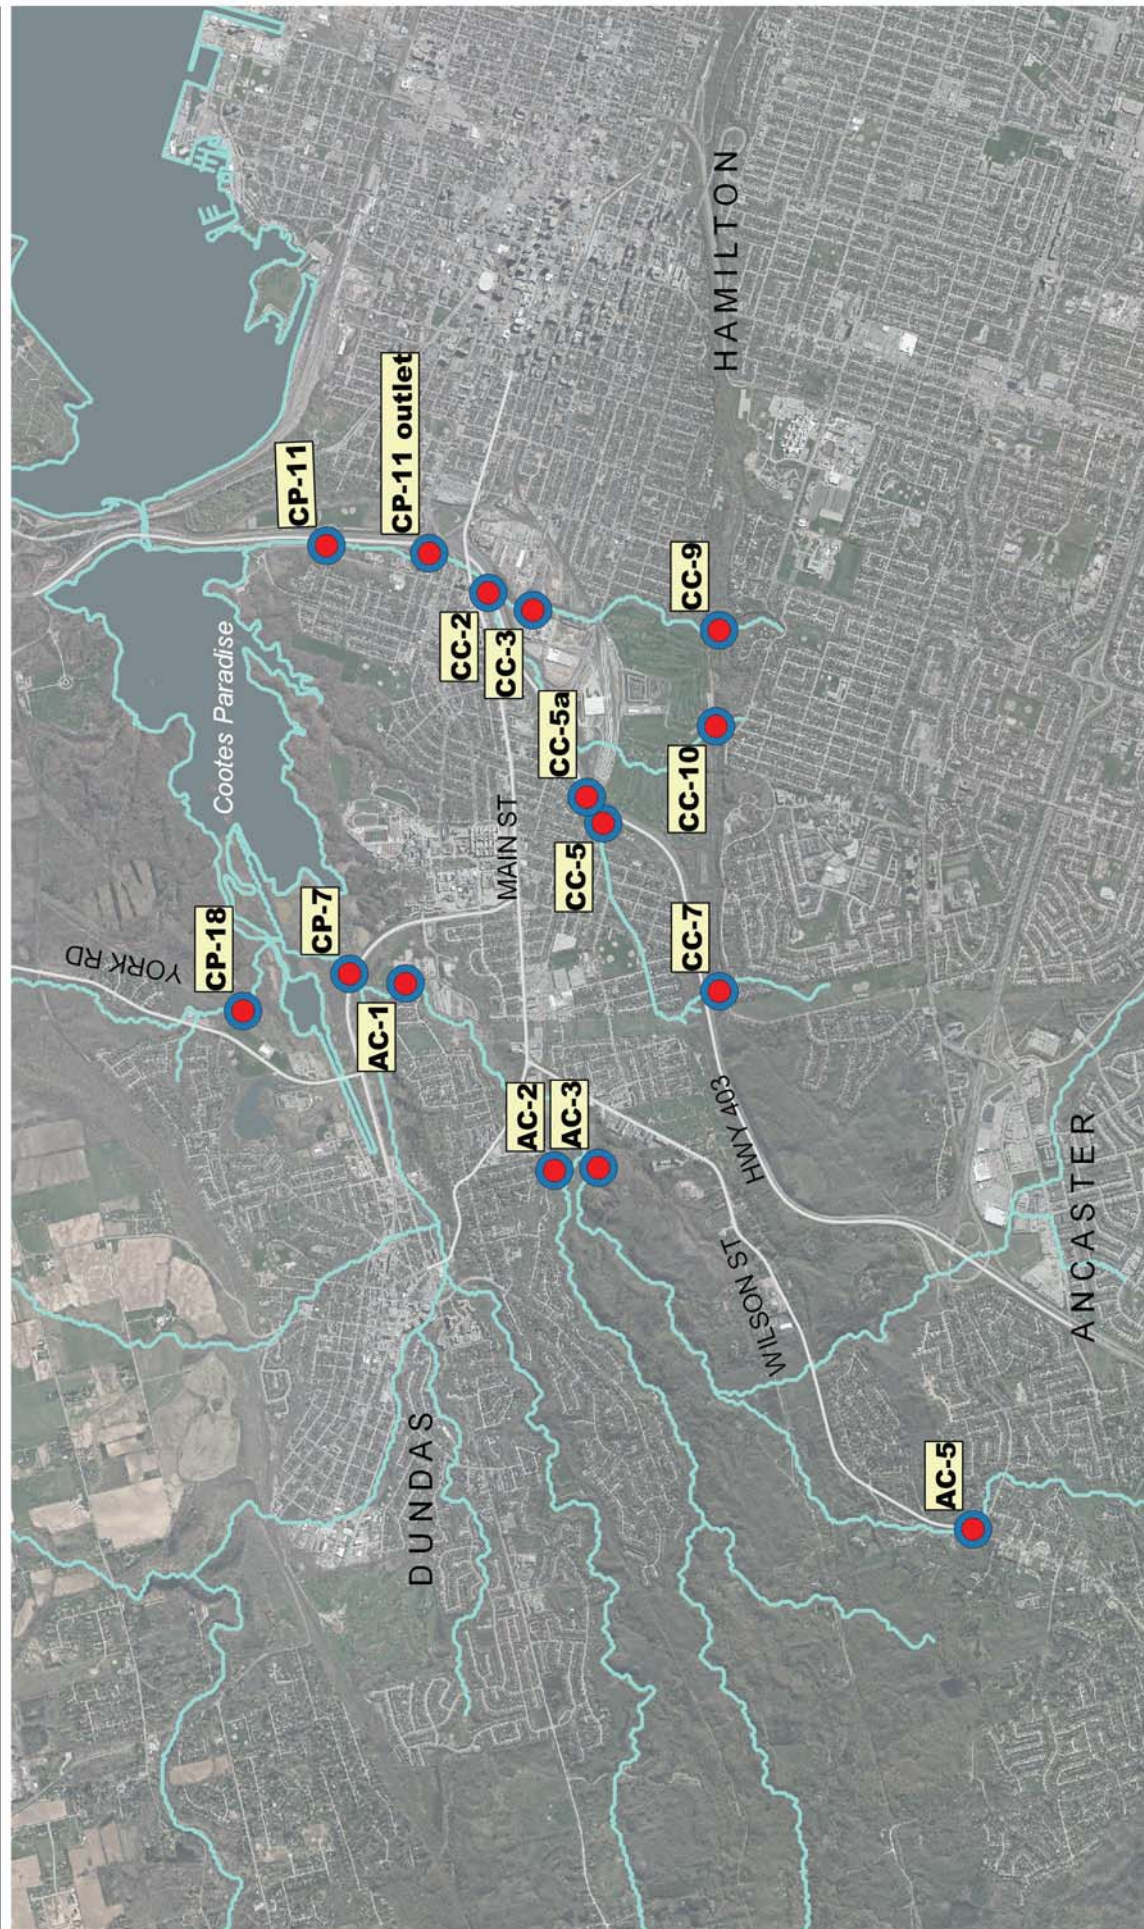 HAMILTON
CP-11
CP-11 outlet
CC-2
CC-3
CC-9
Cootes Paradise
CC-5a
CC-10
MAIN ST
CC-5
CP-18
CP-7
CC-7
YORK RD
AC-1
AC-2
AC-3
HWY 403
WILSON ST
ANCASTER
DUNDAS
AC-5